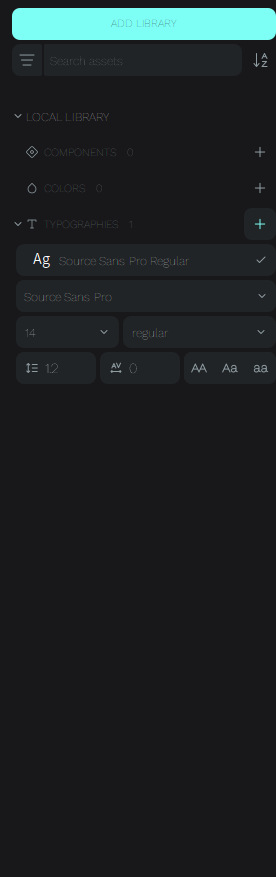 ADD LIBRARY
Search assets
A
Z
LOCAL LIBRARY
COMPONENTS 0
COLORS 0
TYPOGRAPHIES 1
Ag Source Sans Pro Regular
Source Sans Pro
14 regular
1.2 AV 0 AA Aa aa